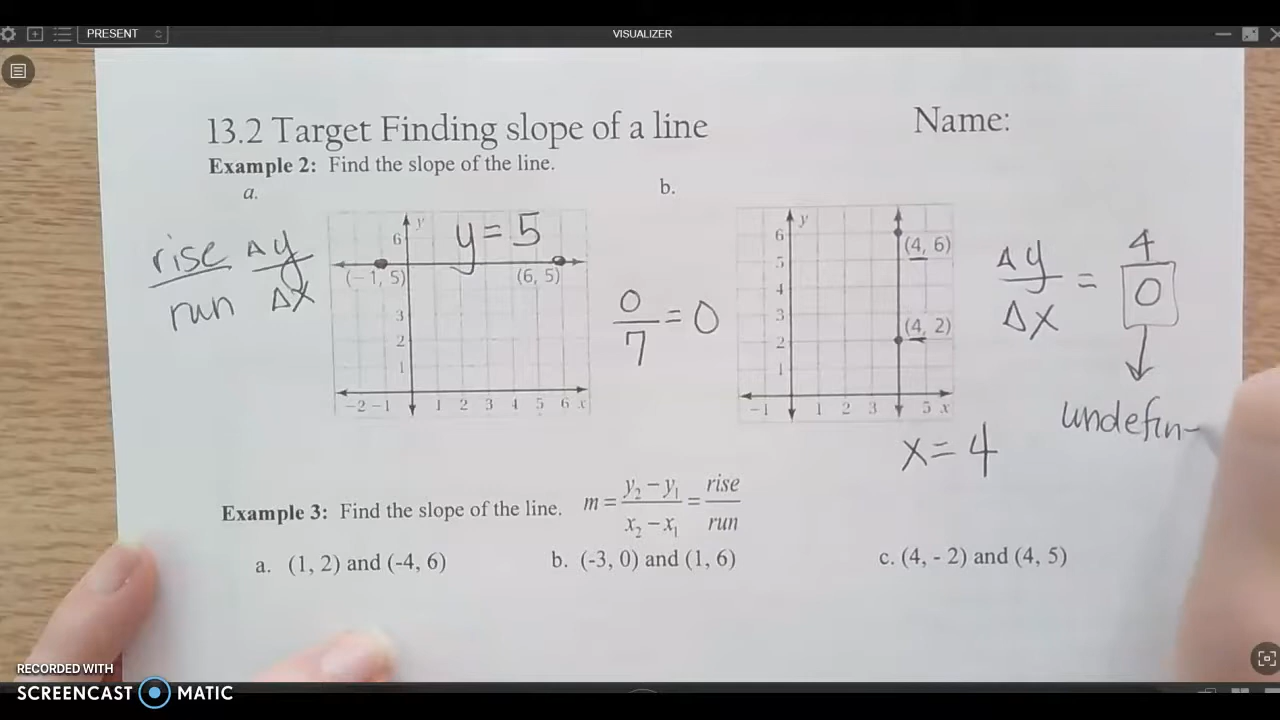 PRESENT
VISUALIZER
13.2 Target Finding slope of a line
Name:
Example 2: Find the slope of the line.
a.
b.
rise
run
Δy
Δx
y = 5
y
6
(-1, 5)
(6, 5)
3
2
1
-2 -1 1 2 3 4 5 6 x
0
7
= 0
y
6
5
4
3
2
1
(4, 6)
(4, 2)
-1 1 2 3 5 x
x = 4
Δy
Δx
=
4
0
undefin
Example 3: Find the slope of the line.
m = y₂ − y₁ / x₂ − x₁ = rise / run
a. (1, 2) and (-4, 6)
b. (-3, 0) and (1, 6)
c. (4, - 2) and (4, 5)
RECORDED WITH
SCREENCAST MATIC